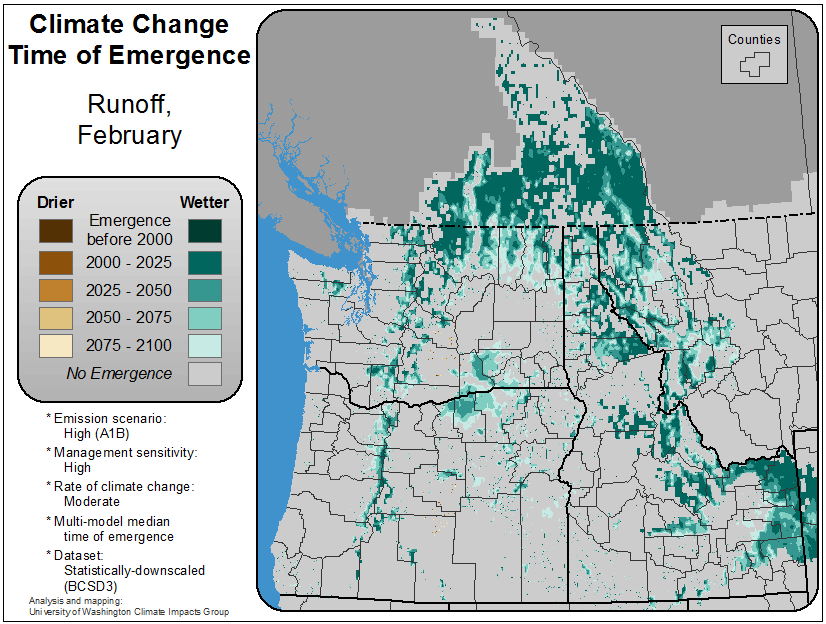 Climate Change
Time of Emergence
Runoff,
February
Counties
Drier
Wetter
Emergence
before 2000
2000 - 2025
2025 - 2050
2050 - 2075
2075 - 2100
No Emergence
* Emission scenario:
High (A1B)
* Management sensitivity:
High
* Rate of climate change:
Moderate
* Multi-model median
time of emergence
* Dataset:
Statistically-downscaled
(BCSD3)
Analysis and mapping:
University of Washington Climate Impacts Group